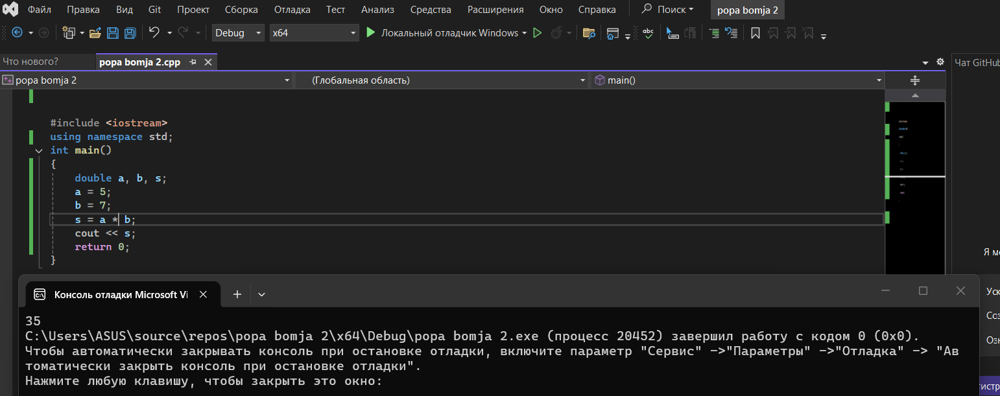 Файл Правка Вид Git Проект Сборка Отладка Тест Анализ Средства Расширения Окно Справка Поиск popa bomja 2
Debug x64 Локальный отладчик Windows abc
Что нового? popa bomja 2.cpp Чат GitHub
popa bomja 2 (Глобальная область) main()
#include <iostream>
using namespace std;
int main()
{
double a, b, s;
a = 5;
b = 7;
s = a * b;
cout << s;
return 0;
}
Я
Консоль отладки Microsoft Vi
35
C:\Users\ASUS\source\repos\popa bomja 2\x64\Debug\popa bomja 2.exe (процесс 20452) завершил работу с кодом 0 (0x0).
Чтобы автоматически закрывать консоль при остановке отладки, включите параметр "Сервис" ->"Параметры" ->"Отладка" -> "Ав
томатически закрыть консоль при остановке отладки".
Нажмите любую клавишу, чтобы закрыть это окно: